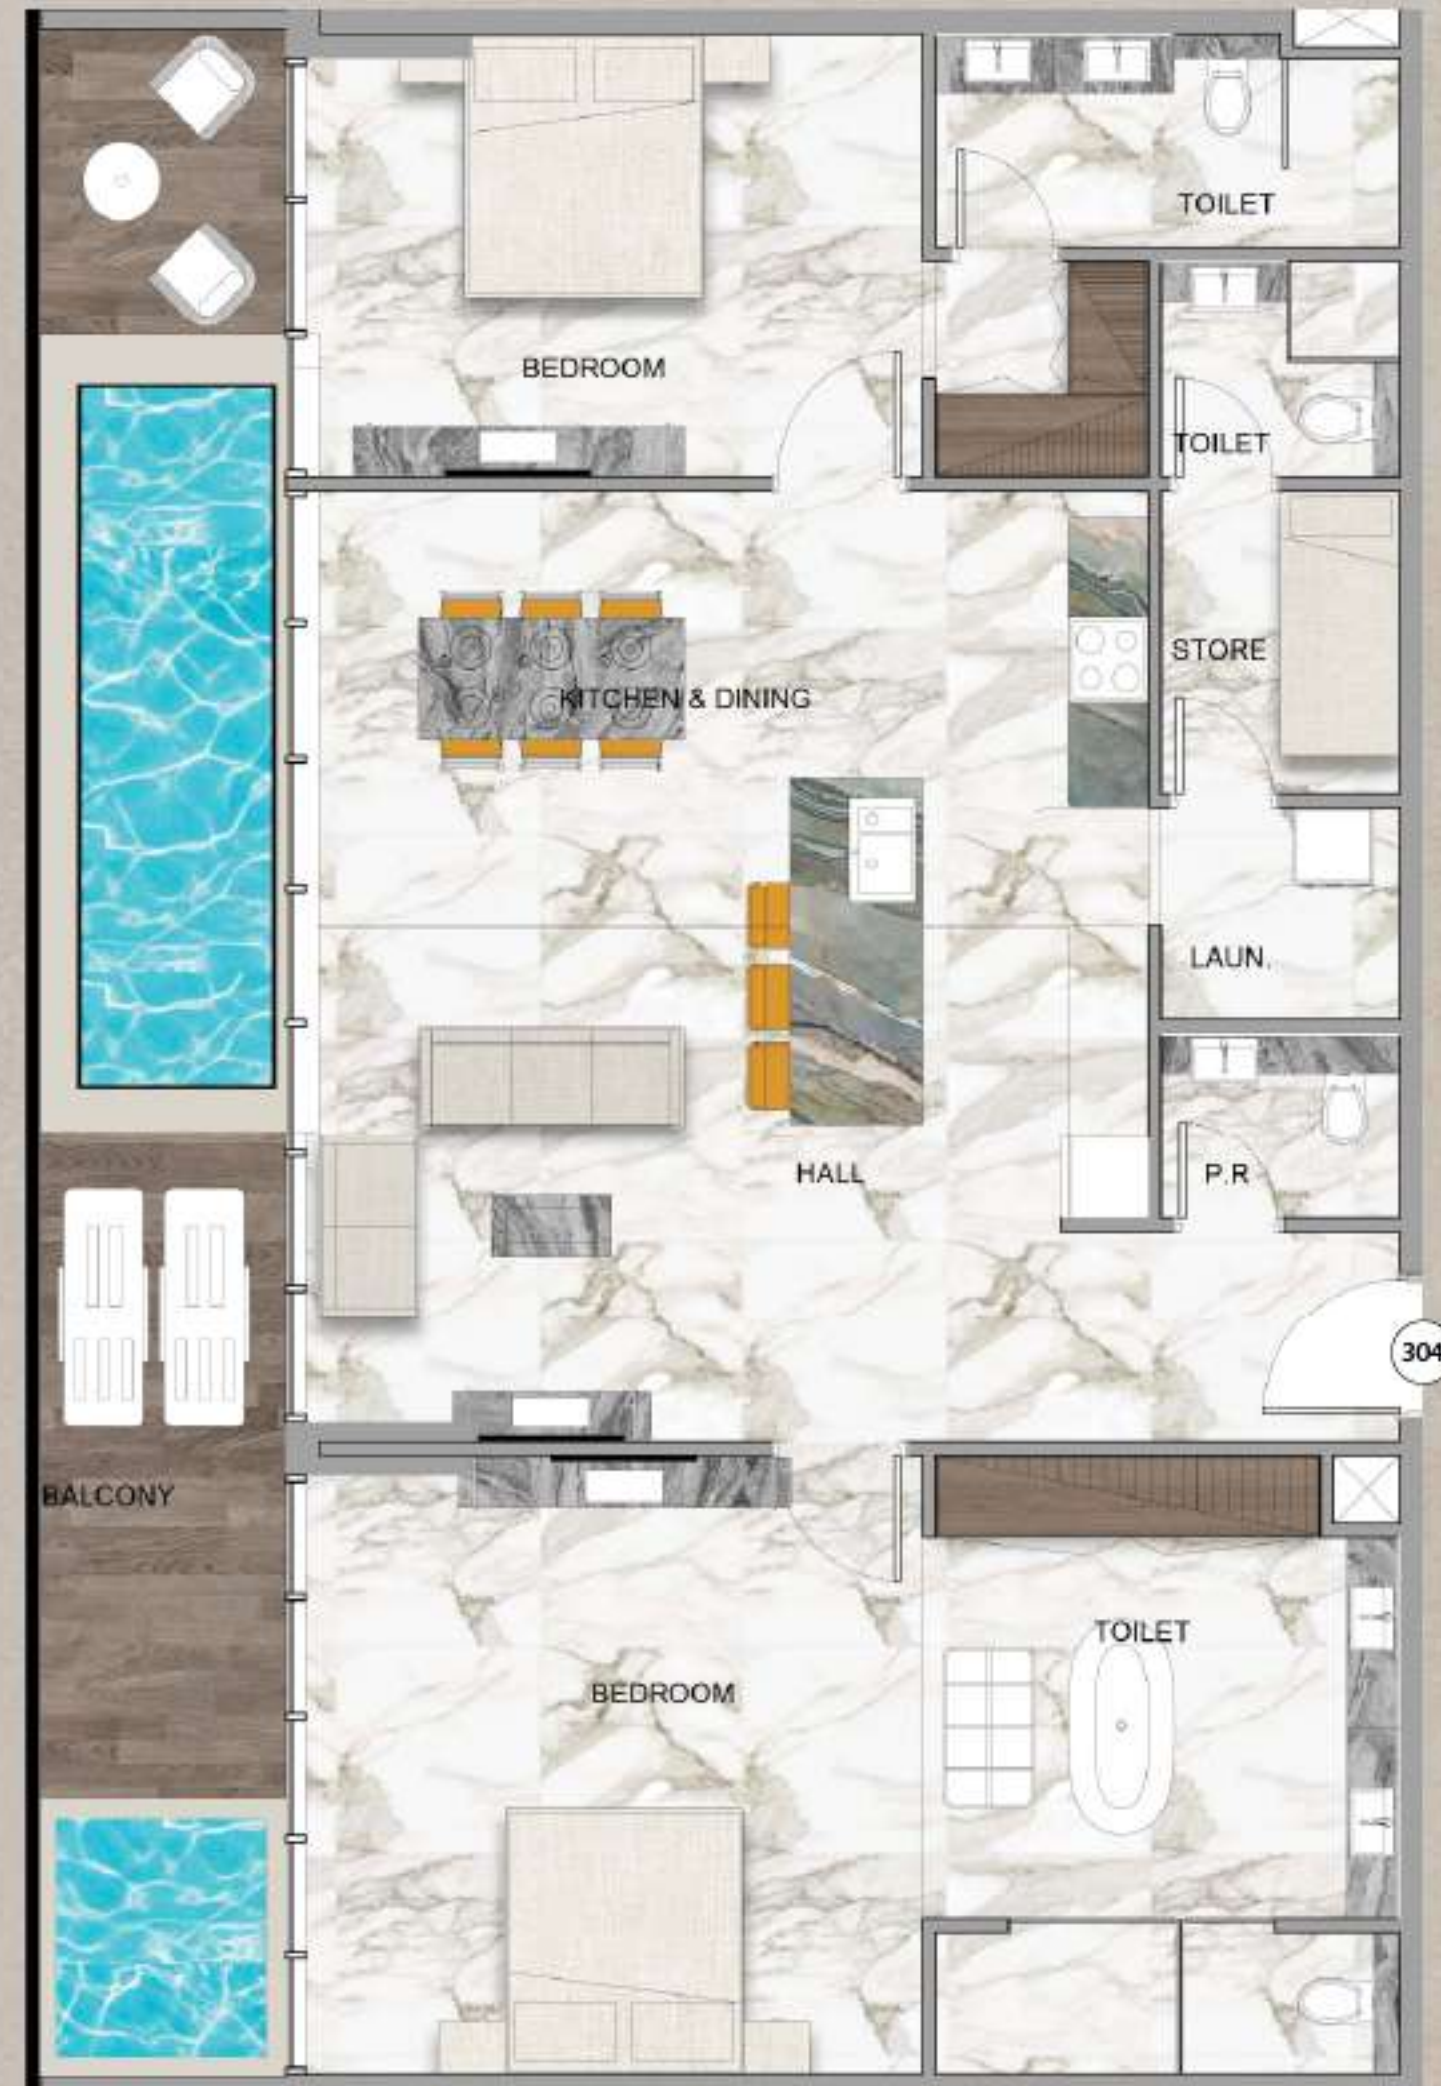 TOILET
BEDROOM
TOILET
STORE
KITCHEN & DINING
LAUN.
HALL
P.R
304
BALCONY
TOILET
BEDROOM